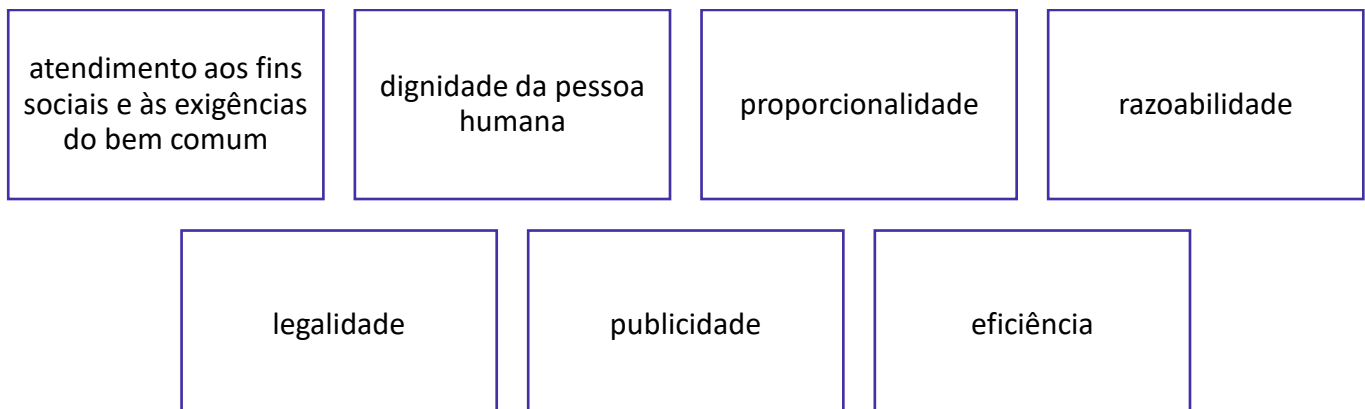 atendimento aos fins
sociais e às exigências
do bem comum
dignidade da pessoa
humana
proporcionalidade
razoabilidade
legalidade
publicidade
eficiência